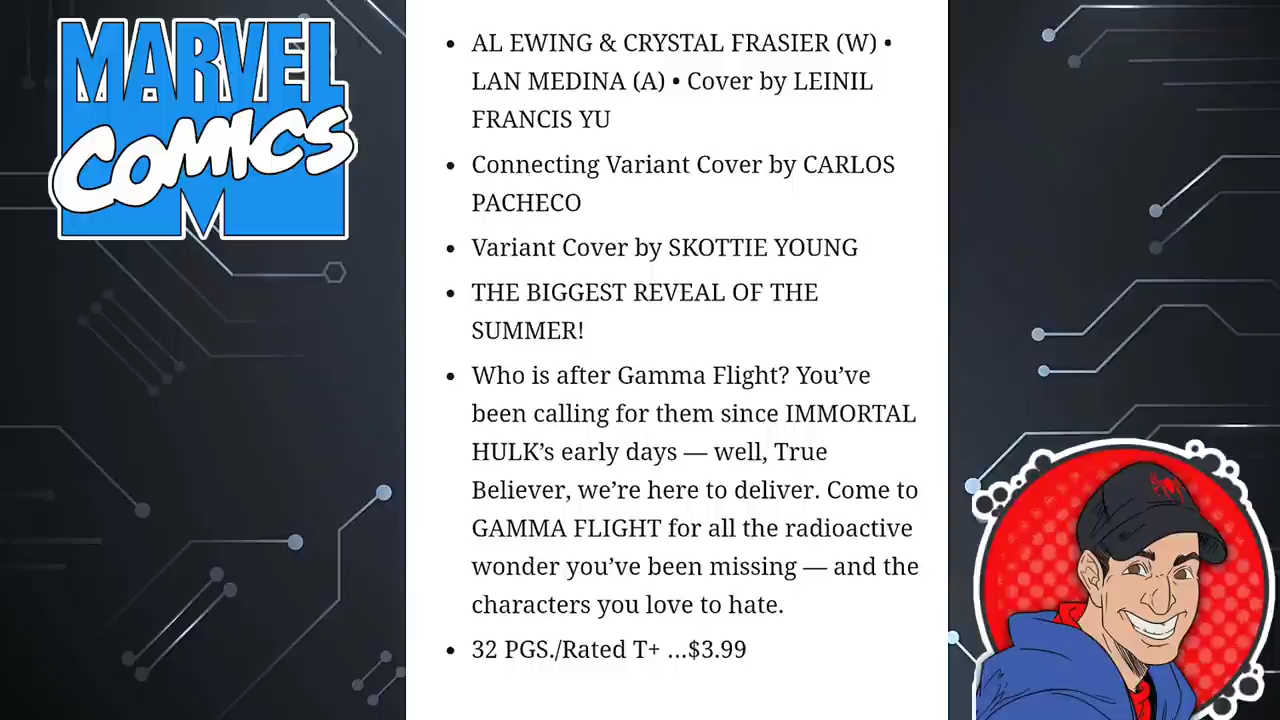 MARVEL
COMICS
M
• AL EWING & CRYSTAL FRASIER (W) •
LAN MEDINA (A) • Cover by LEINIL
FRANCIS YU
• Connecting Variant Cover by CARLOS
PACHECO
• Variant Cover by SKOTTIE YOUNG
• THE BIGGEST REVEAL OF THE
SUMMER!
• Who is after Gamma Flight? You’ve
been calling for them since IMMORTAL
HULK’s early days — well, True
Believer, we’re here to deliver. Come to
GAMMA FLIGHT for all the radioactive
wonder you’ve been missing — and the
characters you love to hate.
• 32 PGS./Rated T+ …$3.99